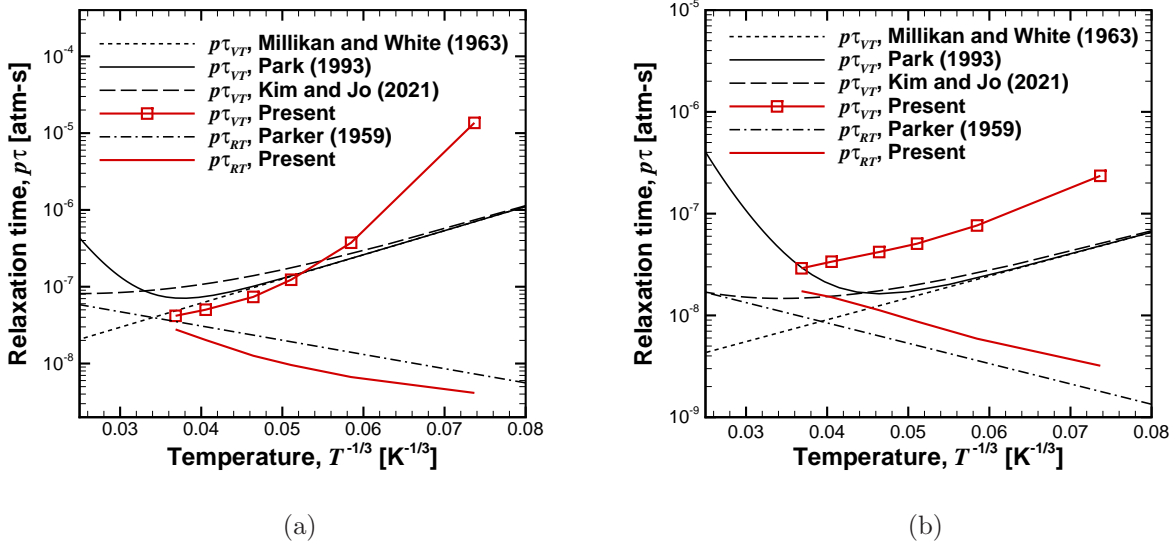 10^-4
10^-5
10^-6
10^-7
10^-8
Relaxation time, pτ [atm-s]
pτ_VT, Millikan and White (1963)
pτ_VT, Park (1993)
pτ_VT, Kim and Jo (2021)
pτ_VT, Present
pτ_RT, Parker (1959)
pτ_RT, Present
0.03 0.04 0.05 0.06 0.07 0.08
Temperature, T^-1/3 [K^-1/3]
(a)
10^-5
10^-6
10^-7
10^-8
10^-9
Relaxation time, pτ [atm-s]
pτ_VT, Millikan and White (1963)
pτ_VT, Park (1993)
pτ_VT, Kim and Jo (2021)
pτ_VT, Present
pτ_RT, Parker (1959)
pτ_RT, Present
0.03 0.04 0.05 0.06 0.07 0.08
Temperature, T^-1/3 [K^-1/3]
(b)